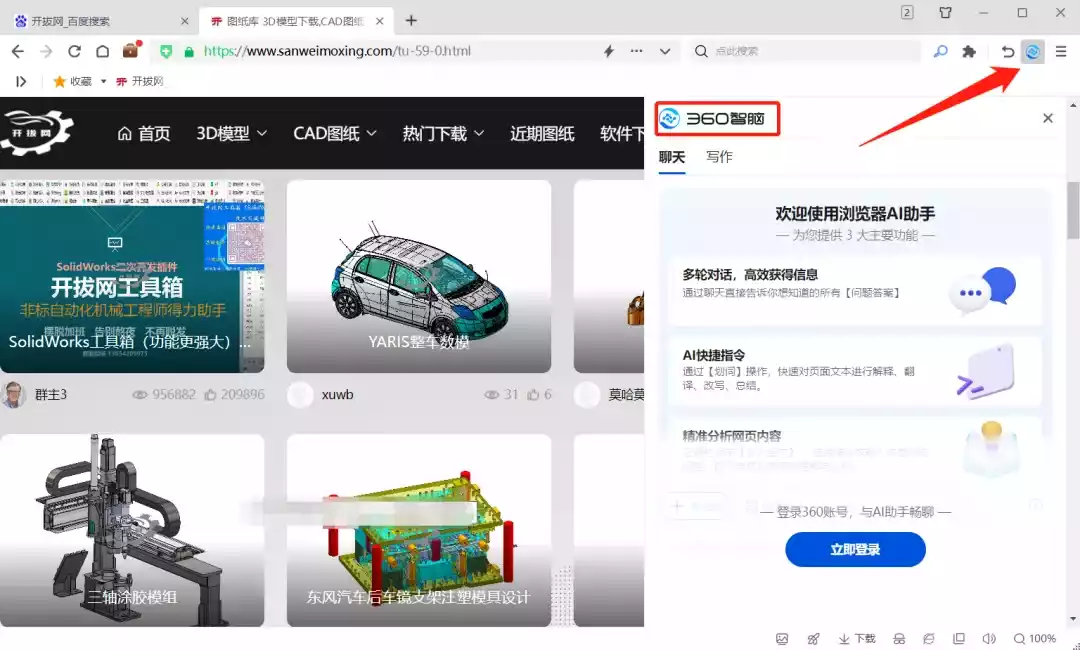 开拔网_百度搜索
图纸库 3D模型下载,CAD图纸
2
https://www.sanweimoxing.com/tu-59-0.html
点此搜索
收藏
开拔网
开拔网
首页
3D模型
CAD图纸
热门下载
近期图纸
软件下
SolidWorks二次开发插件
开拔网工具箱
非标自动化机械工程师得力助手
摆脱加班 告别熬夜 不再脱发
SolidWorks工具箱（功能更强大）...
群主3
956882
209896
YARIS整车数模
xuwb
31
6
莫哈莫
三轴涂胶模组
东风汽车后车镜支架注塑模具设计
360智脑
聊天
写作
欢迎使用浏览器AI助手
— 为您提供 3 大主要功能 —
多轮对话，高效获得信息
通过聊天直接告诉你想知道的所有【问题答案】
AI快捷指令
通过【划词】操作，快速对页面文本进行解释、翻
译、改写、总结。
精准分析网页内容
— 登录360账号，与AI助手畅聊 —
立即登录
下载
100%